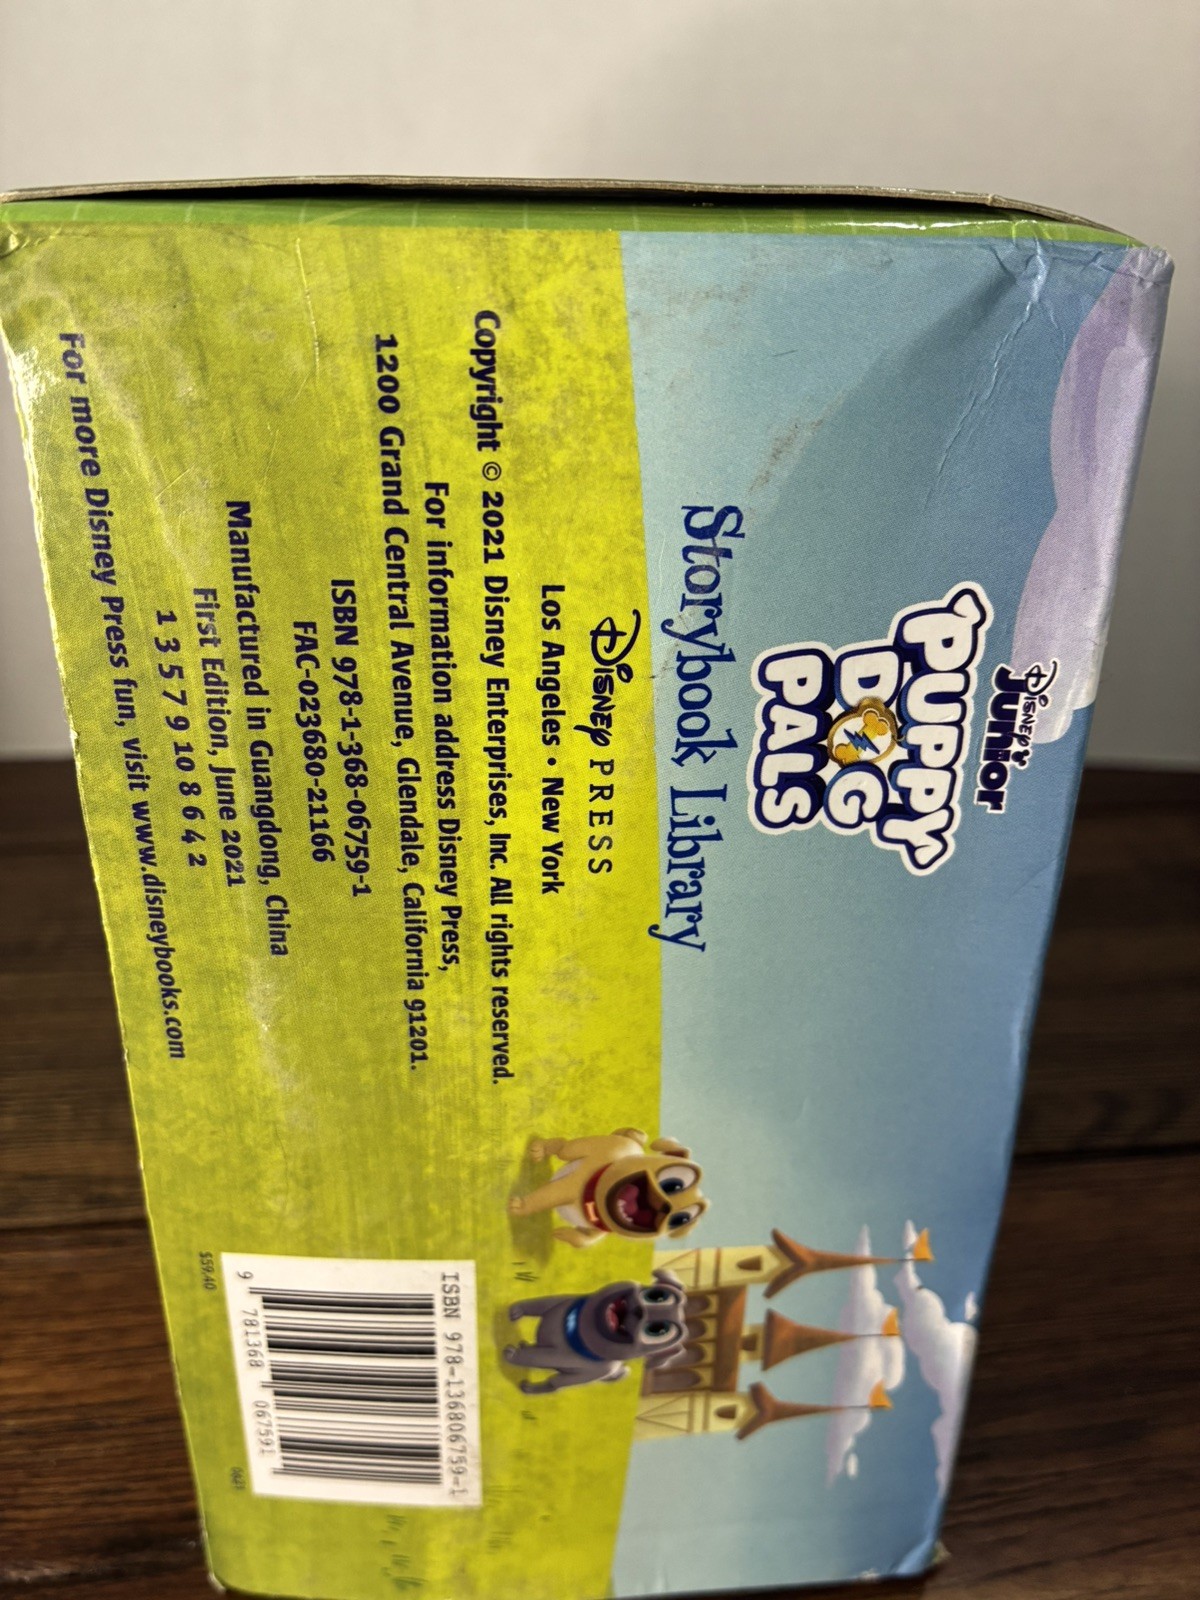 Disney
Junior
PUPPY
DOG
PALS
Storybook Library
Disney PRESS
Los Angeles • New York
Copyright © 2021 Disney Enterprises, Inc. All rights reserved.
For information address Disney Press,
1200 Grand Central Avenue, Glendale, California 91201.
ISBN 978-1-368-06759-1
FAC-023680-21166
Manufactured in Guangdong, China
First Edition, June 2021
1 3 5 7 9 10 8 6 4 2
For more Disney Press fun, visit www.disneybooks.com
ISBN 978-136806759-1
9 781368 067591
$59.40